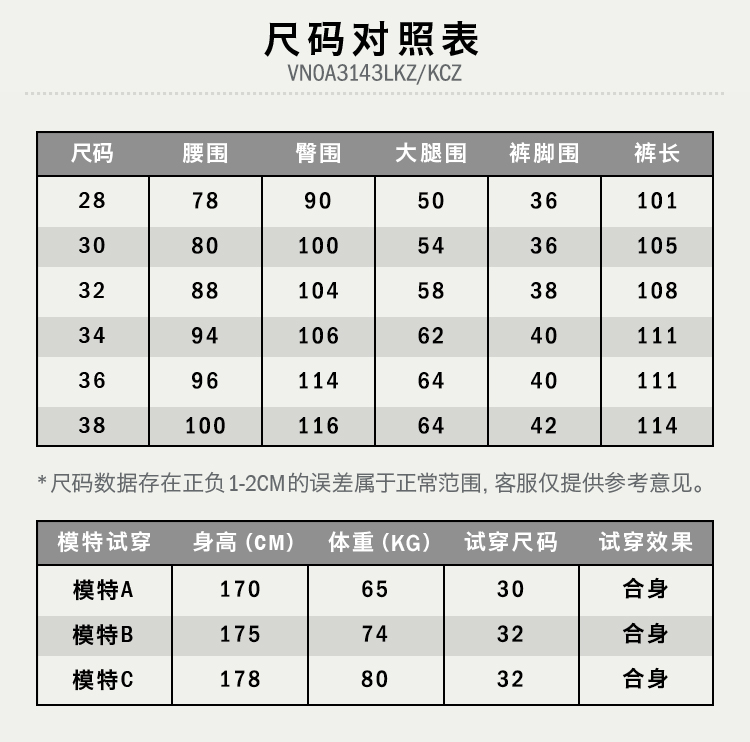 尺码对照表
VN0A3143LKZ/KCZ
尺码 腰围 臀围 大腿围 裤脚围 裤长
28 78 90 50 36 101
30 80 100 54 36 105
32 88 104 58 38 108
34 94 106 62 40 111
36 96 114 64 40 111
38 100 116 64 42 114
*尺码数据存在正负1-2CM的误差属于正常范围, 客服仅提供参考意见。
模特试穿 身高(CM) 体重(KG) 试穿尺码 试穿效果
模特A 170 65 30 合身
模特B 175 74 32 合身
模特C 178 80 32 合身